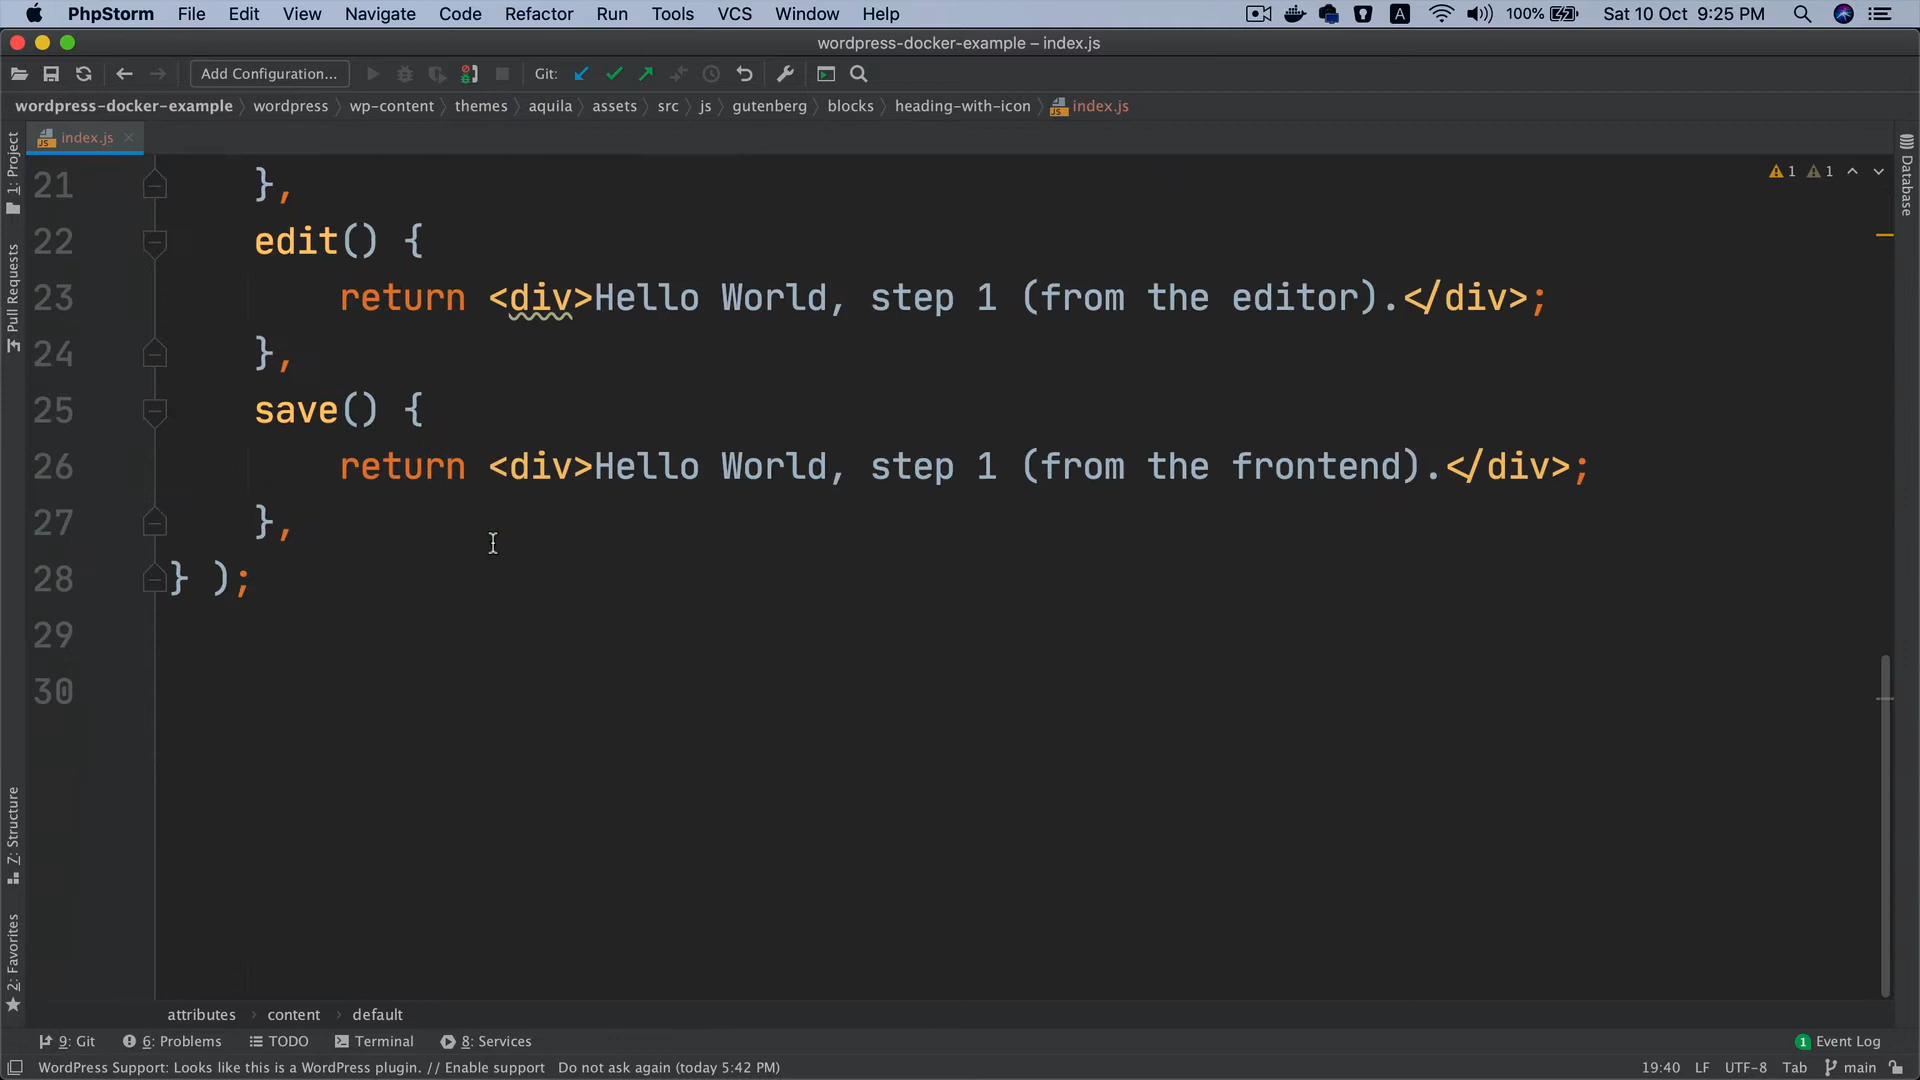 PhpStorm File Edit View Navigate Code Refactor Run Tools VCS Window Help A 100% Sat 10 Oct 9:25 PM
wordpress-docker-example – index.js
Add Configuration... Git:
wordpress-docker-example wordpress wp-content themes aquila assets src js gutenberg blocks heading-with-icon index.js
index.js
1: Project
Pull Requests
7: Structure
2: Favorites
Database
1 1
21 },
22 edit() {
23 return <div>Hello World, step 1 (from the editor).</div>;
24 },
25 save() {
26 return <div>Hello World, step 1 (from the frontend).</div>;
27 },
28 } );
29
30
attributes content default
9: Git 6: Problems TODO Terminal 8: Services 1 Event Log
WordPress Support: Looks like this is a WordPress plugin. // Enable support Do not ask again (today 5:42 PM) 19:40 LF UTF-8 Tab main